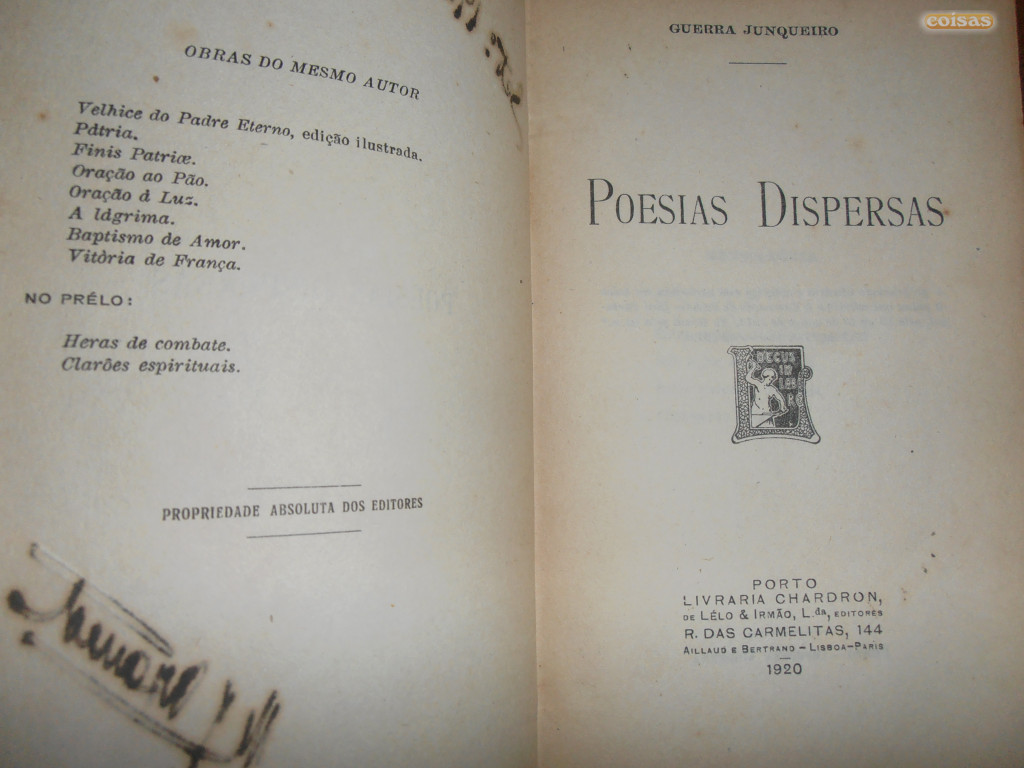 OBRAS DO MESMO AUTOR
Velhice do Padre Eterno, edição ilustrada.
Pátria.
Finis Patriæ.
Oração ao Pão.
Oração á Luz.
A lágrima.
Baptismo de Amor.
Vitória de França.
NO PRÉLO:
Heras de combate.
Clarões espirituais.
PROPRIEDADE ABSOLUTA DOS EDITORES
coisas
GUERRA JUNQUEIRO
POESIAS DISPERSAS
DECUS
IN
PORTO
LIVRARIA CHARDRON,
DE LÉLO & IRMÃO, L.da, EDITORES
R. DAS CARMELITAS, 144
AILLAUD E BERTRAND – LISBOA-PARIS
1920